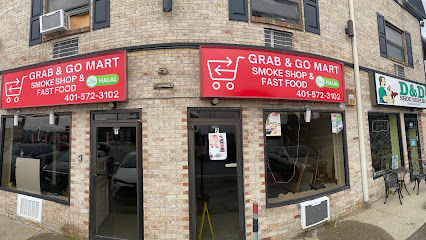 GRAB & GO MART
SMOKE SHOP &
FAST FOOD
HALAL
401-572-3102
GRAB & GO MART
SMOKE SHOP &
FAST FOOD
HALAL
401-572-3102
D&D